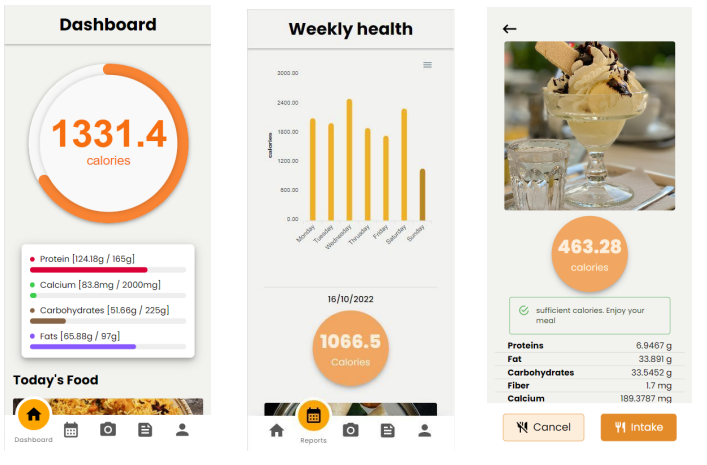 Dashboard
1331.4
calories
Protein [124.18g / 165g]
Calcium [83.8mg / 2000mg]
Carbohydrates [51.66g / 225g]
Fats [65.88g / 97g]
Today's Food
Dashboard
Weekly health
3000.00
2400.00
1800.00
1200.00
600.00
0.00
calories
Monday
Tuesday
Wednesday
Thruaday
Friday
Saturday
Sunday
16/10/2022
1066.5
Calories
Reports
463.28
calories
sufficient calories. Enjoy your
meal
Proteins 6.9467 g
Fat 33.891 g
Carbohydrates 33.5452 g
Fiber 1.7 mg
Calcium 189.3787 mg
Cancel
Intake